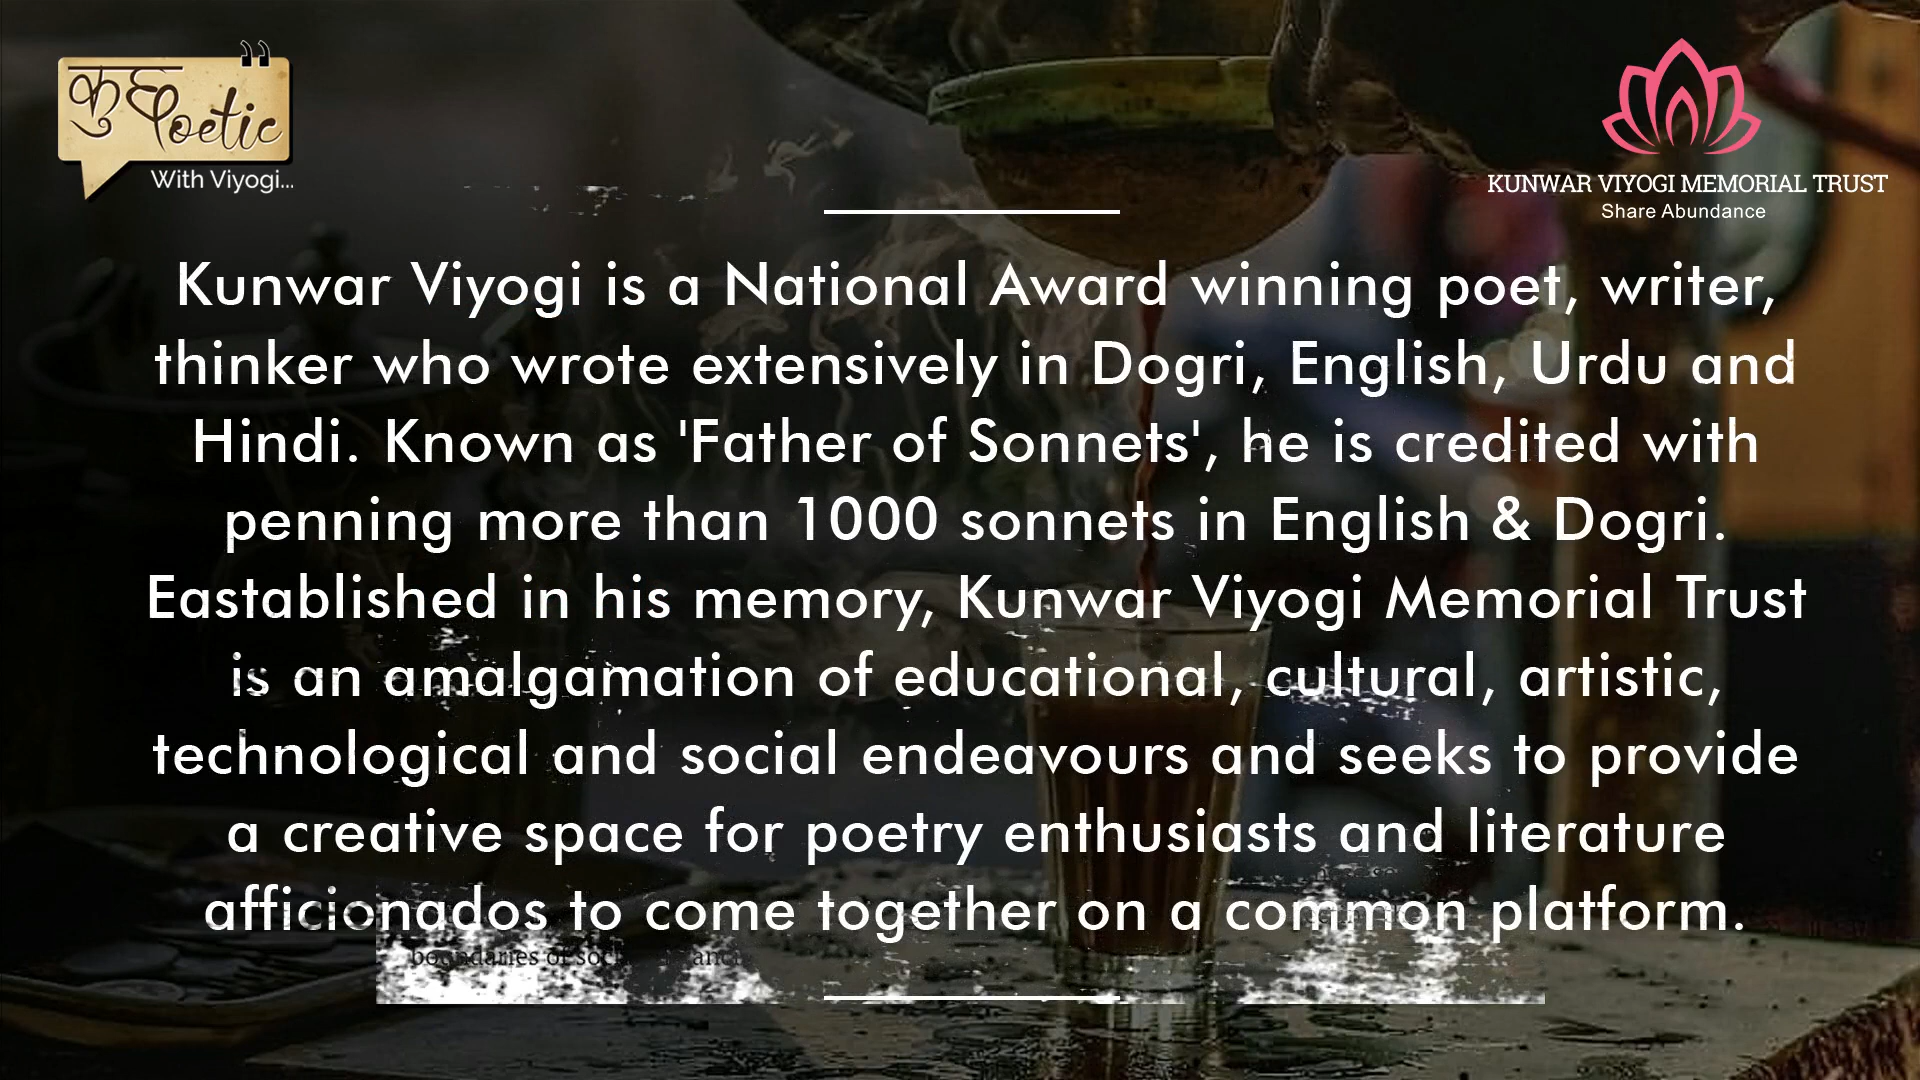 कुछ Poetic
With Viyogi...
KUNWAR VIYOGI MEMORIAL TRUST
Share Abundance
Kunwar Viyogi is a National Award winning poet, writer,
thinker who wrote extensively in Dogri, English, Urdu and
Hindi. Known as 'Father of Sonnets', he is credited with
penning more than 1000 sonnets in English & Dogri.
Eastablished in his memory, Kunwar Viyogi Memorial Trust
is an amalgamation of educational, cultural, artistic,
technological and social endeavours and seeks to provide
a creative space for poetry enthusiasts and literature
afficionados to come together on a common platform.
boundaries of